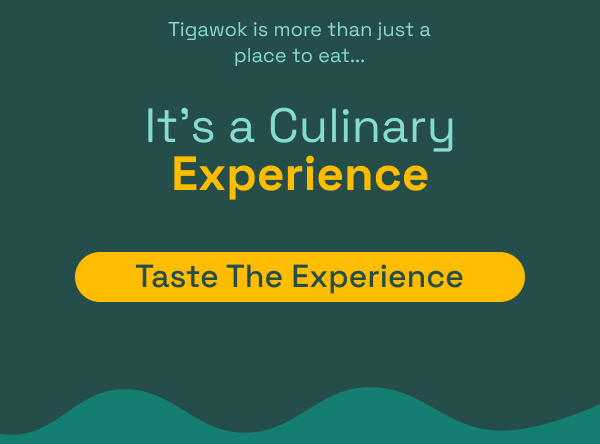 Tigawok is more than just a
place to eat...
It's a Culinary
Experience
Taste The Experience